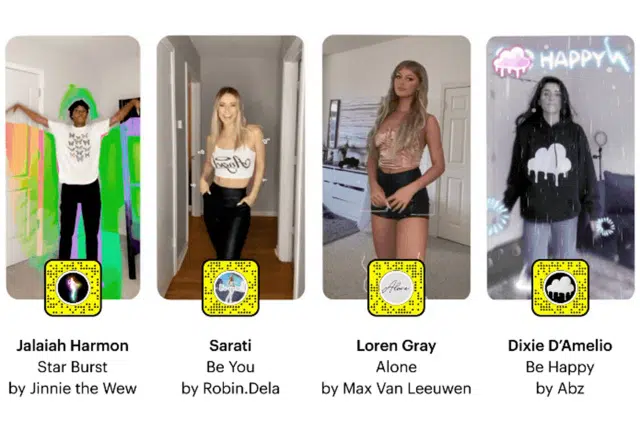 HAPPY
Jalaiah Harmon
Star Burst
by Jinnie the Wew
Sarati
Be You
by Robin.Dela
Loren Gray
Alone
by Max Van Leeuwen
Dixie D’Amelio
Be Happy
by Abz